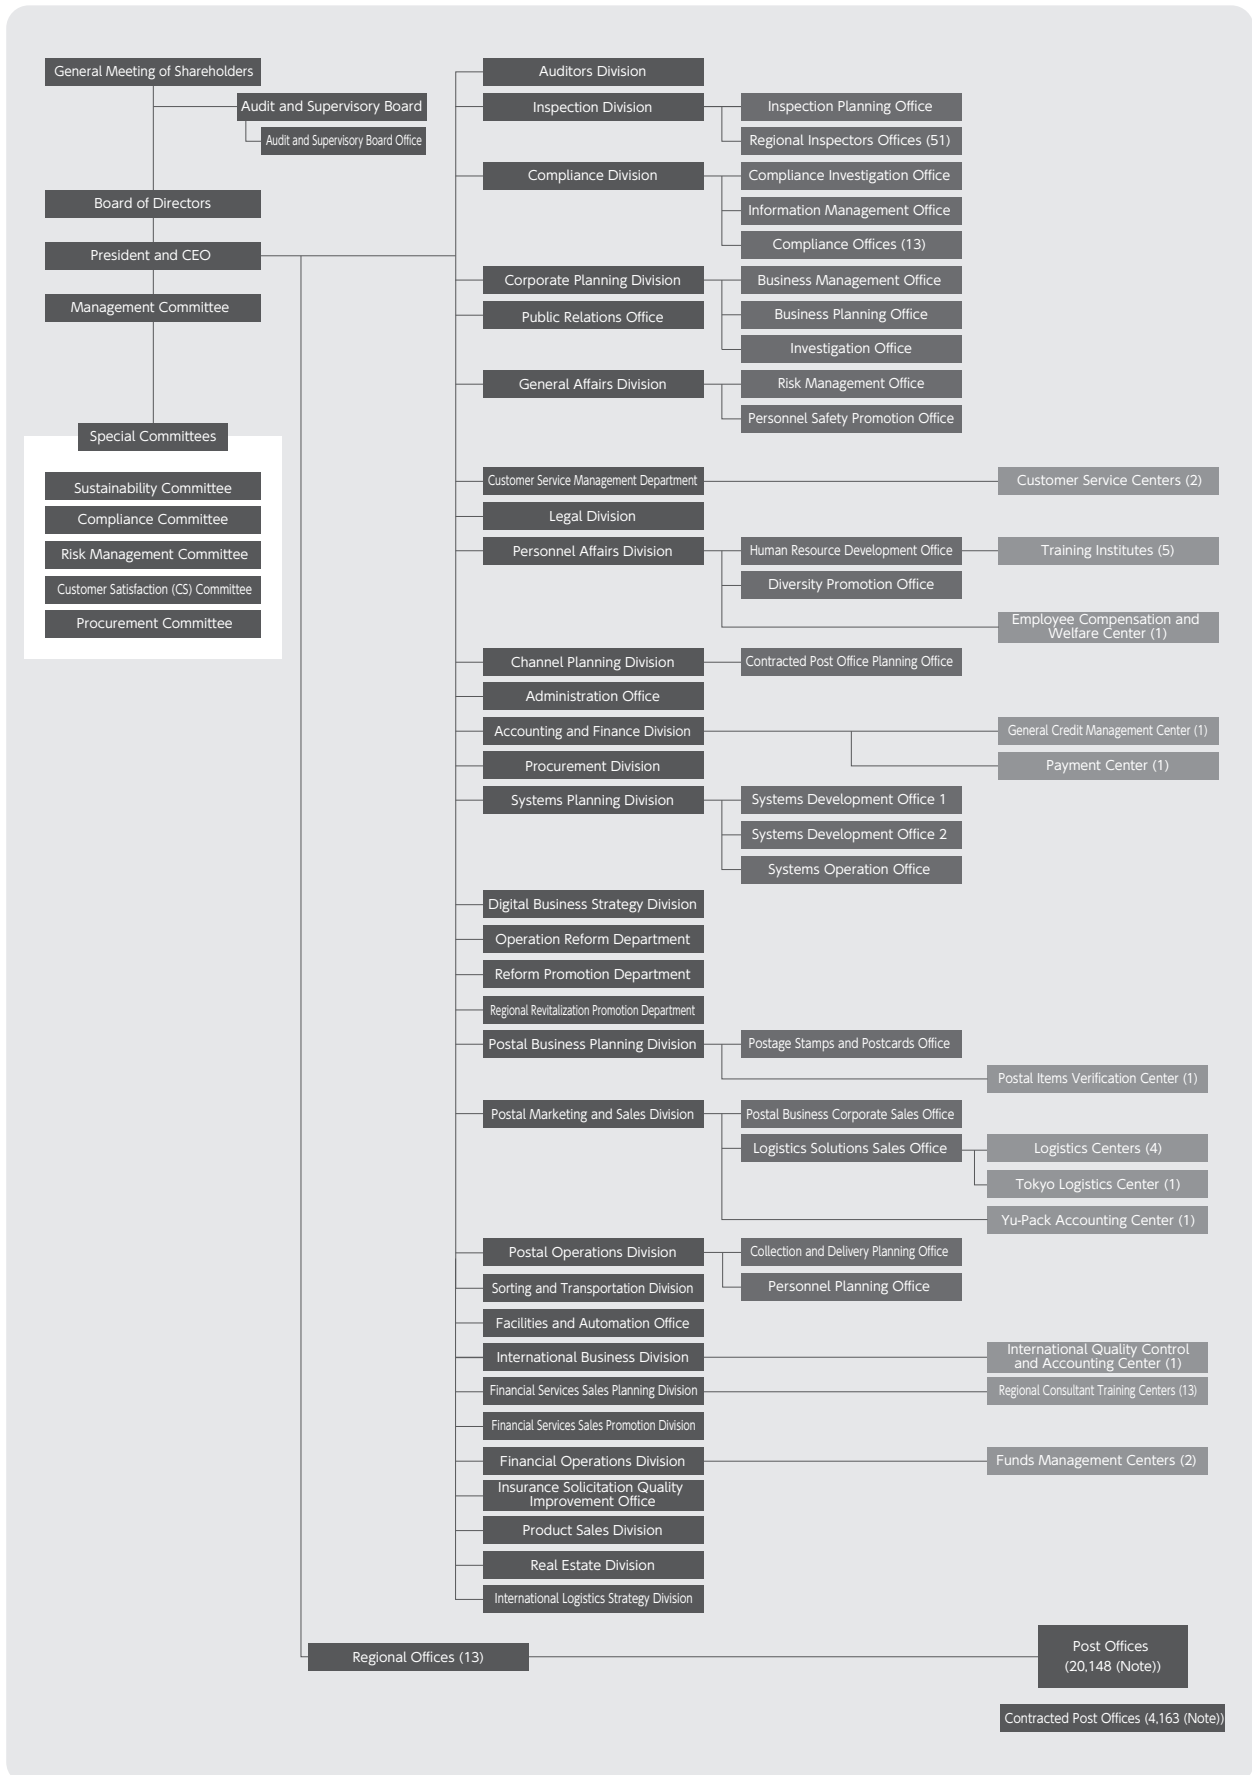 General Meeting of Shareholders
Audit and Supervisory Board
Audit and Supervisory Board Office
Board of Directors
President and CEO
Management Committee
Special Committees
Sustainability Committee
Compliance Committee
Risk Management Committee
Customer Satisfaction (CS) Committee
Procurement Committee
Auditors Division
Inspection Division
Inspection Planning Office
Regional Inspectors Offices (51)
Compliance Division
Compliance Investigation Office
Information Management Office
Compliance Offices (13)
Corporate Planning Division
Business Management Office
Public Relations Office
Business Planning Office
Investigation Office
General Affairs Division
Risk Management Office
Personnel Safety Promotion Office
Customer Service Management Department
Customer Service Centers (2)
Legal Division
Personnel Affairs Division
Human Resource Development Office
Training Institutes (5)
Diversity Promotion Office
Employee Compensation and
Welfare Center (1)
Channel Planning Division
Contracted Post Office Planning Office
Administration Office
Accounting and Finance Division
General Credit Management Center (1)
Procurement Division
Payment Center (1)
Systems Planning Division
Systems Development Office 1
Systems Development Office 2
Systems Operation Office
Digital Business Strategy Division
Operation Reform Department
Reform Promotion Department
Regional Revitalization Promotion Department
Postal Business Planning Division
Postage Stamps and Postcards Office
Postal Items Verification Center (1)
Postal Marketing and Sales Division
Postal Business Corporate Sales Office
Logistics Solutions Sales Office
Logistics Centers (4)
Tokyo Logistics Center (1)
Yu-Pack Accounting Center (1)
Postal Operations Division
Collection and Delivery Planning Office
Sorting and Transportation Division
Personnel Planning Office
Facilities and Automation Office
International Business Division
International Quality Control
and Accounting Center (1)
Financial Services Sales Planning Division
Regional Consultant Training Centers (13)
Financial Services Sales Promotion Division
Financial Operations Division
Funds Management Centers (2)
Insurance Solicitation Quality
Improvement Office
Product Sales Division
Real Estate Division
International Logistics Strategy Division
Regional Offices (13)
Post Offices
(20,148 (Note))
Contracted Post Offices (4,163 (Note))